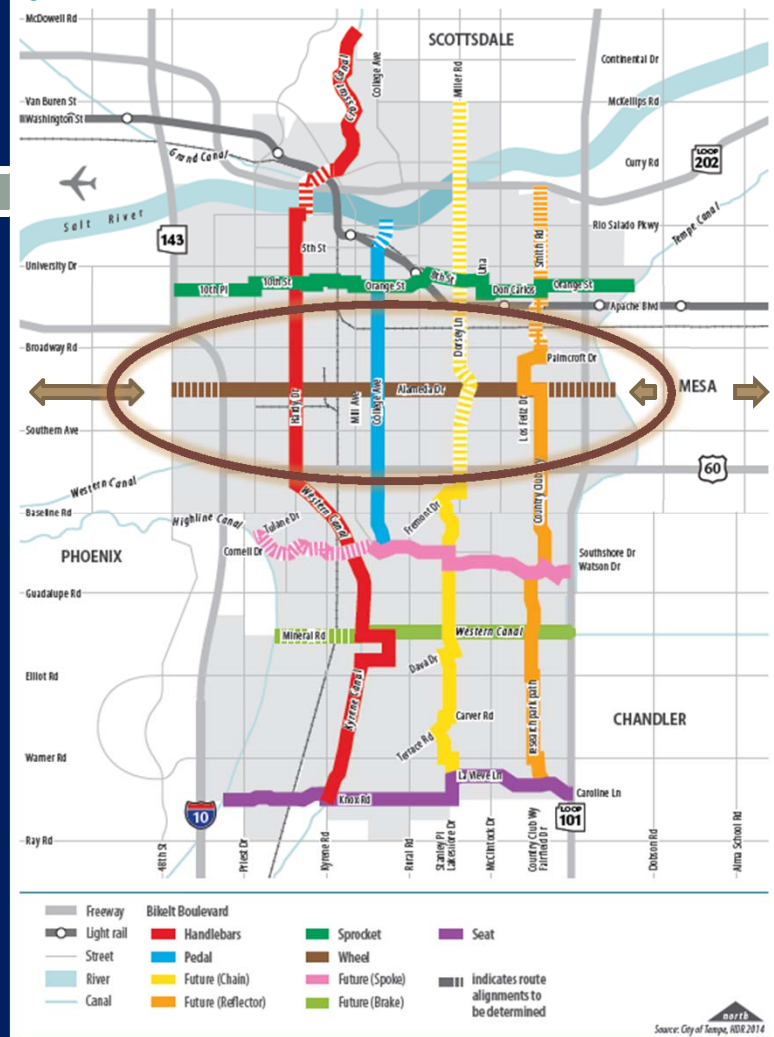 McDowell Rd
SCOTTSDALE
Crosscut Canal
College Ave
Miller Rd
Continental Dr
Van Buren St
McKellips Rd
Washington St
Grand Canal
Curry Rd
LOOP
202
Salt River
Tempe Canal
143
5th St
Rio Salado Pkwy
Smith Rd
University Dr
Una
10th Pl
10th St
Orange St
8th St
Don Carlos
Orange St
Apache Blvd
Dorsey Ln
Broadway Rd
Palmcroft Dr
Hardy Dr
Mill Ave
College Ave
Alameda Dr
Los Feliz Dr
MESA
Southern Ave
60
Western Canal
Western Canal
Country Club Wy
Baseline Rd
Highline Canal
Tulane Dr
Fremont Dr
PHOENIX
Cornell Dr
Southshore Dr
Watson Dr
Guadalupe Rd
Mineral Rd
Western Canal
Dava Dr
Elliot Rd
Kyrene Canal
Carver Rd
research park path
CHANDLER
Terrace Rd
Warner Rd
La Vieve Ln
Knox Rd
Caroline Ln
10
LOOP
101
Ray Rd
48th St
Priest Dr
Kyrene Rd
Rural Rd
Stanley Pl
Lakeshore Dr
McClintock Dr
Country Club Wy
Fairfield Dr
Dobson Rd
Alma School Rd
Freeway
BikeIt Boulevard
Light rail
Handlebars
Sprocket
Seat
Street
Pedal
Wheel
River
Future (Chain)
Future (Spoke)
indicates route
alignments to
be determined
Canal
Future (Reflector)
Future (Brake)
north
Source: City of Tempe, HDR 2014